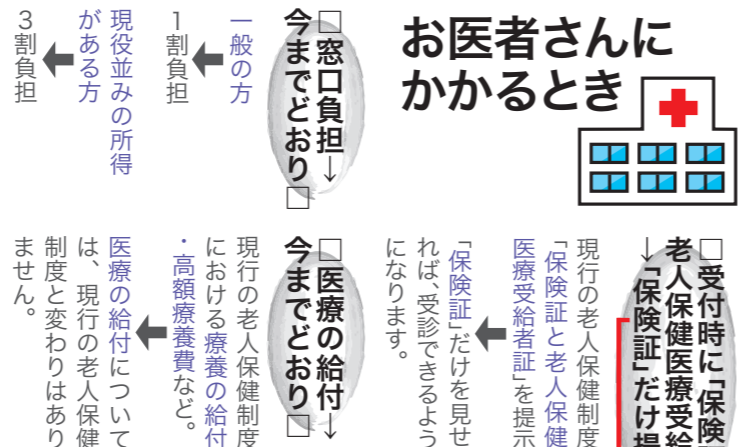 お医者さんに
かかるとき
□窓口負担→
今までどおり□
一般の方
1割負担
現役並みの所得
がある方
3割負担
□受付時に「保険
老人保健医療受給
→「保険証」だけ提
現行の老人保健制度
「保険証と老人保健
医療受給者証」を提示
「保険証」だけを見せ
れば、受診できるよう
になります。
□医療の給付→
今までどおり□
現行の老人保健制度
における療養の給付
・高額療養費など。
医療の給付について
は、現行の老人保健
制度と変わりはあり
ません。